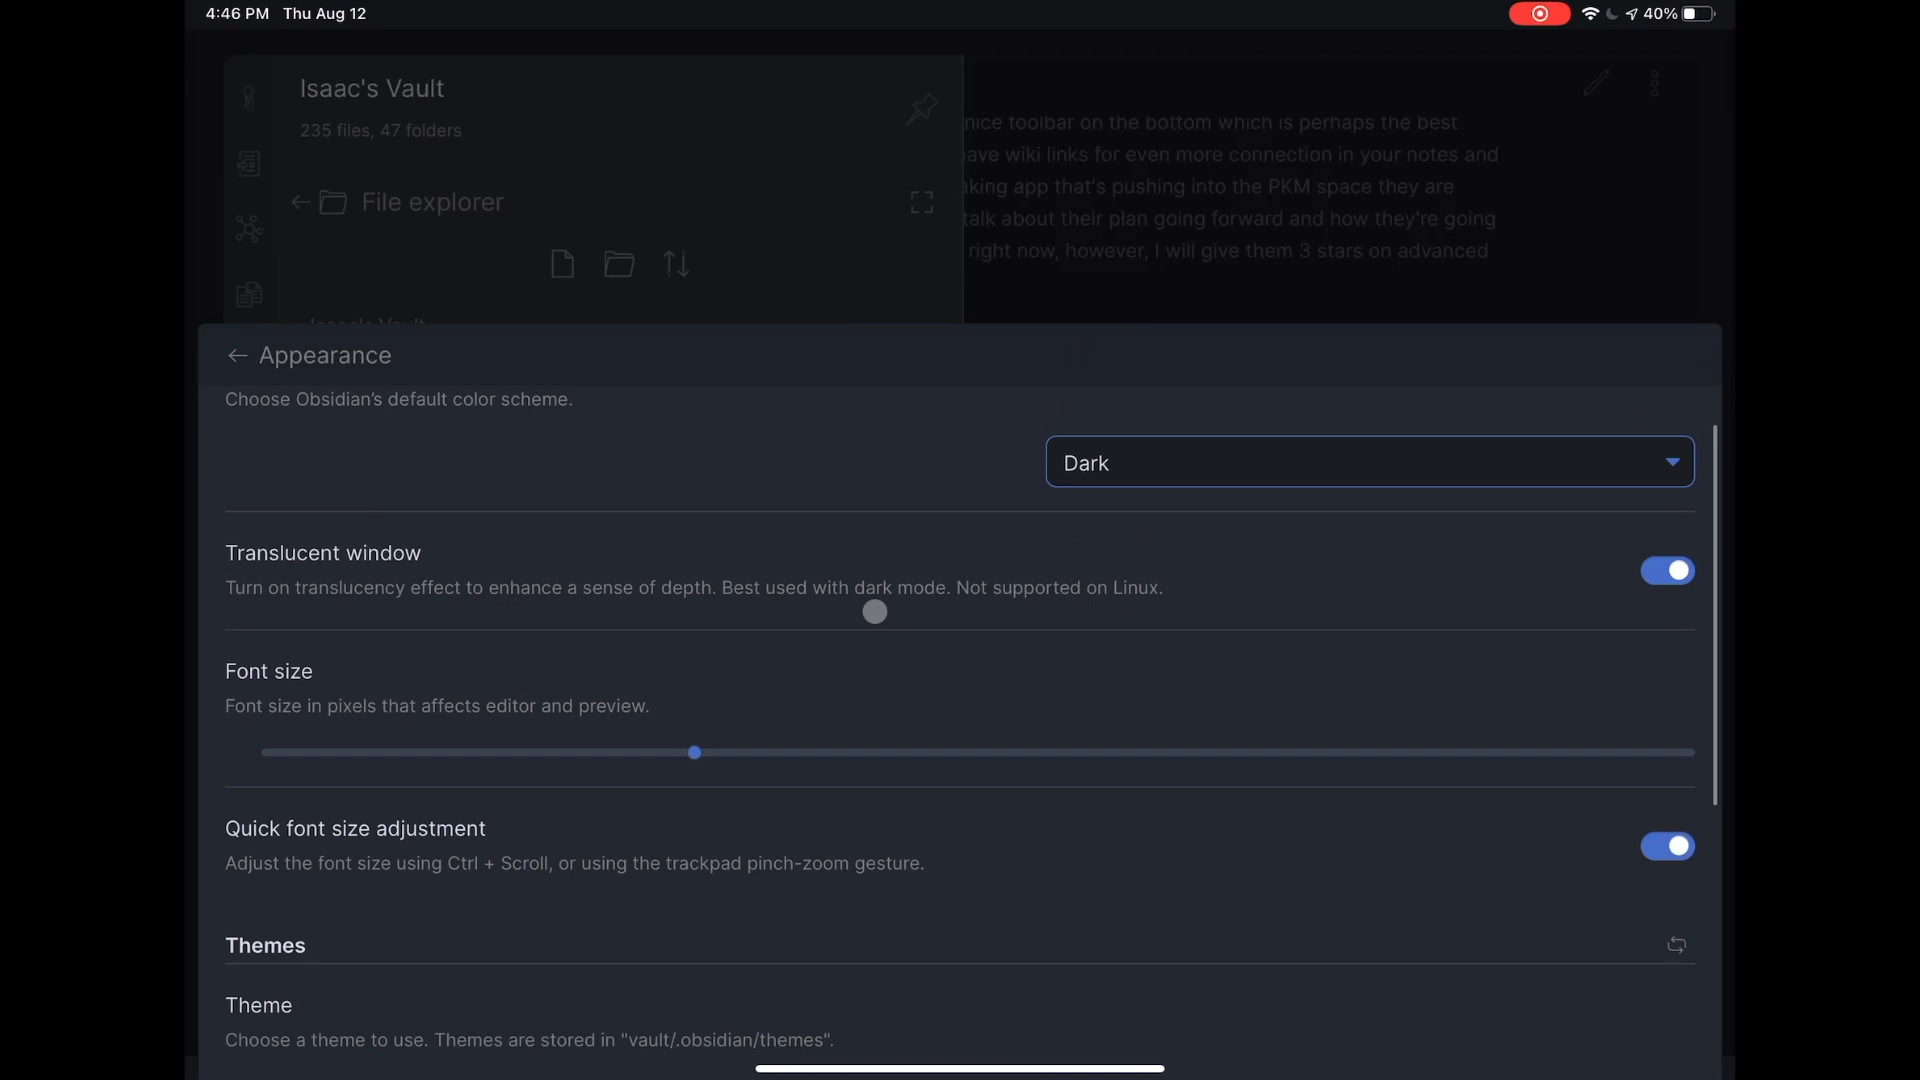 4:46 PM Thu Aug 12
40%
Isaac's Vault
235 files, 47 folders
File explorer
Isaac's Vault
nice toolbar on the bottom which is perhaps the best
ave wiki links for even more connection in your notes and
aking app that's pushing into the PKM space they are
talk about their plan going forward and how they're going
right now, however, I will give them 3 stars on advanced
Appearance
Choose Obsidian's default color scheme.
Dark
Translucent window
Turn on translucency effect to enhance a sense of depth. Best used with dark mode. Not supported on Linux.
Font size
Font size in pixels that affects editor and preview.
Quick font size adjustment
Adjust the font size using Ctrl + Scroll, or using the trackpad pinch-zoom gesture.
Themes
Theme
Choose a theme to use. Themes are stored in "vault/.obsidian/themes".